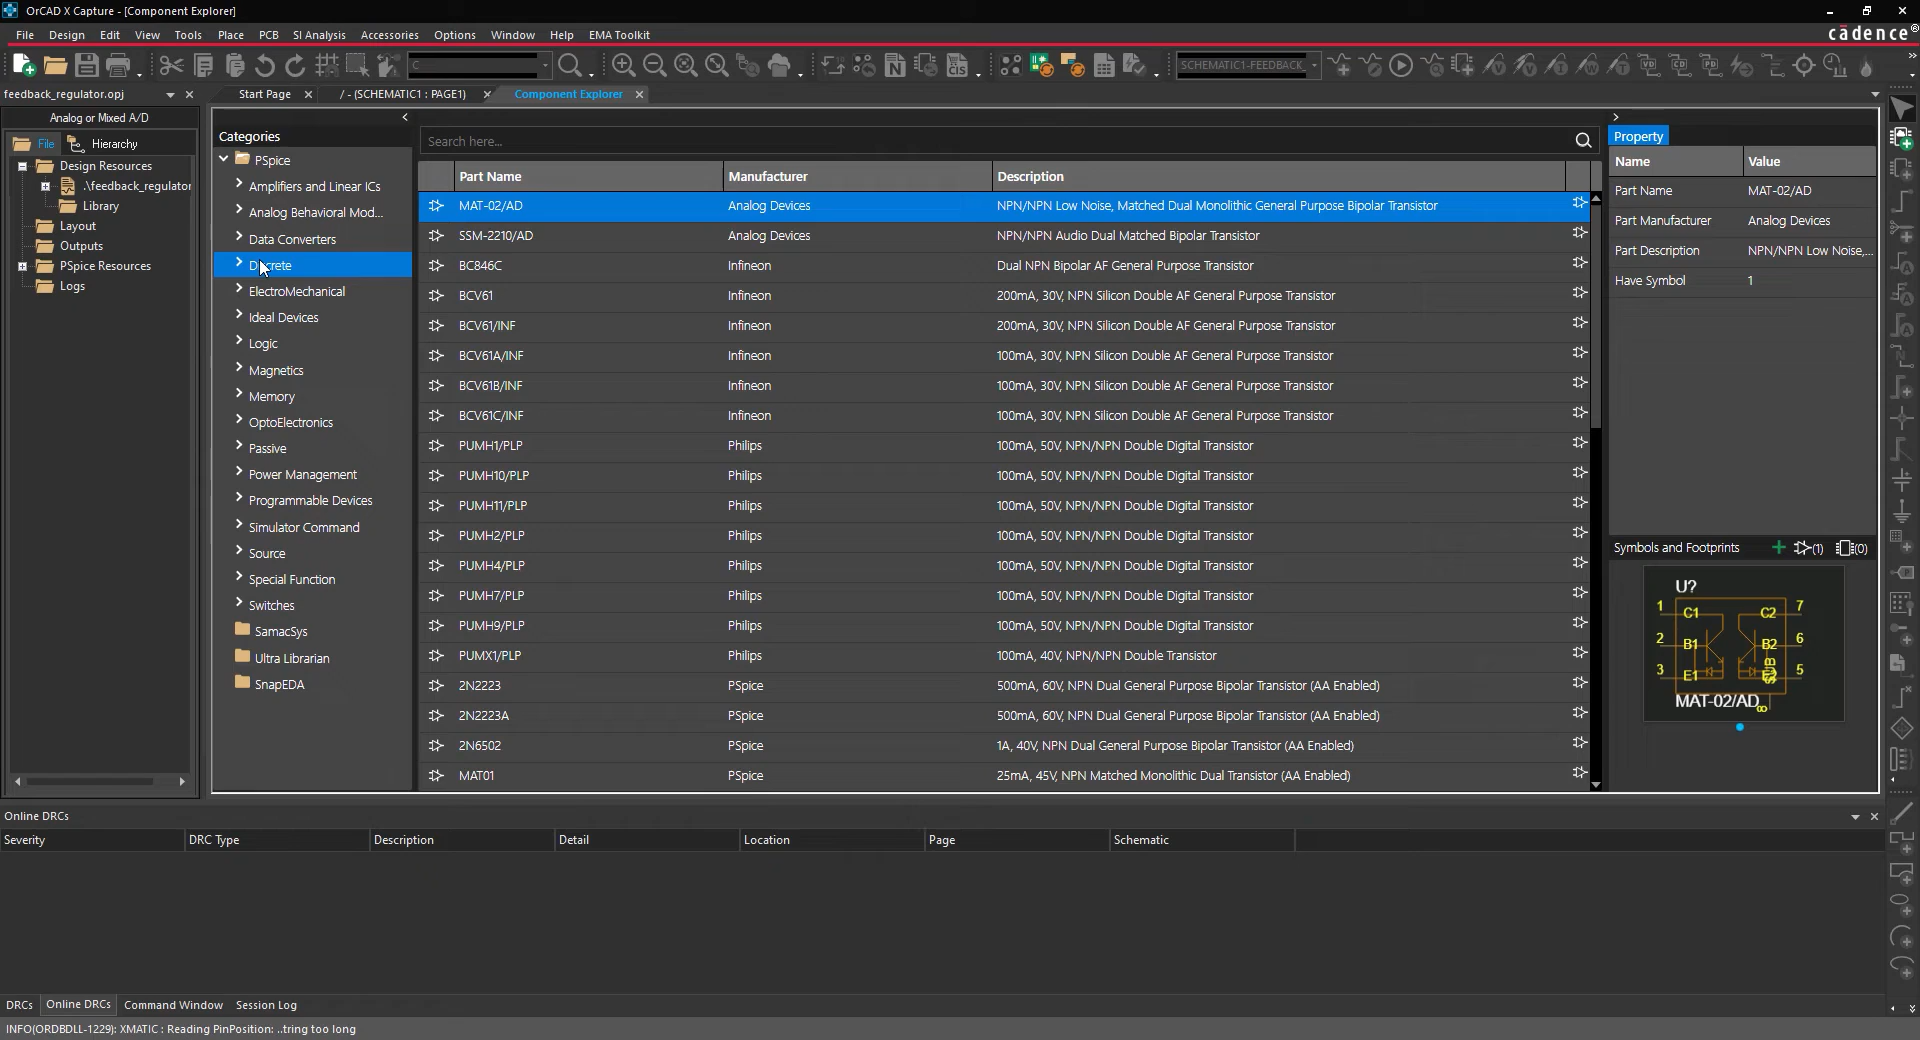 OrCAD X Capture - [Component Explorer]
File Design Edit View Tools Place PCB SI Analysis Accessories Options Window Help EMA Toolkit
cādence®
C
SCHEMATIC1-FEEDBACK_
feedback_regulator.opj
Start Page
/ - (SCHEMATIC1 : PAGE1)
Component Explorer
Analog or Mixed A/D
File
Hierarchy
Design Resources
.\feedback_regulator
Library
Layout
Outputs
PSpice Resources
Logs
Categories
PSpice
Amplifiers and Linear ICs
Analog Behavioral Mod...
Data Converters
Discrete
ElectroMechanical
Ideal Devices
Logic
Magnetics
Memory
OptoElectronics
Passive
Power Management
Programmable Devices
Simulator Command
Source
Special Function
Switches
SamacSys
Ultra Librarian
SnapEDA
Search here...
Part Name Manufacturer Description
MAT-02/AD Analog Devices NPN/NPN Low Noise, Matched Dual Monolithic General Purpose Bipolar Transistor
SSM-2210/AD Analog Devices NPN/NPN Audio Dual Matched Bipolar Transistor
BC846C Infineon Dual NPN Bipolar AF General Purpose Transistor
BCV61 Infineon 200mA, 30V, NPN Silicon Double AF General Purpose Transistor
BCV61/INF Infineon 200mA, 30V, NPN Silicon Double AF General Purpose Transistor
BCV61A/INF Infineon 100mA, 30V, NPN Silicon Double AF General Purpose Transistor
BCV61B/INF Infineon 100mA, 30V, NPN Silicon Double AF General Purpose Transistor
BCV61C/INF Infineon 100mA, 30V, NPN Silicon Double AF General Purpose Transistor
PUMH1/PLP Philips 100mA, 50V, NPN/NPN Double Digital Transistor
PUMH10/PLP Philips 100mA, 50V, NPN/NPN Double Digital Transistor
PUMH11/PLP Philips 100mA, 50V, NPN/NPN Double Digital Transistor
PUMH2/PLP Philips 100mA, 50V, NPN/NPN Double Digital Transistor
PUMH4/PLP Philips 100mA, 50V, NPN/NPN Double Digital Transistor
PUMH7/PLP Philips 100mA, 50V, NPN/NPN Double Digital Transistor
PUMH9/PLP Philips 100mA, 50V, NPN/NPN Double Digital Transistor
PUMX1/PLP Philips 100mA, 40V, NPN/NPN Double Transistor
2N2223 PSpice 500mA, 60V, NPN Dual General Purpose Bipolar Transistor (AA Enabled)
2N2223A PSpice 500mA, 60V, NPN Dual General Purpose Bipolar Transistor (AA Enabled)
2N6502 PSpice 1A, 40V, NPN Dual General Purpose Bipolar Transistor (AA Enabled)
MAT01 PSpice 25mA, 45V, NPN Matched Monolithic Dual Transistor (AA Enabled)
Property
Name Value
Part Name MAT-02/AD
Part Manufacturer Analog Devices
Part Description NPN/NPN Low Noise,...
Have Symbol 1
Symbols and Footprints (1) (0)
U?
1 C1 C2 7
2 B1 B2 6
3 E1 E2 5
SUB
MAT-02/AD
8
Online DRCs
Severity DRC Type Description Detail Location Page Schematic
DRCs Online DRCs Command Window Session Log
INFO(ORDBDLL-1229): XMATIC : Reading PinPosition: ..tring too long